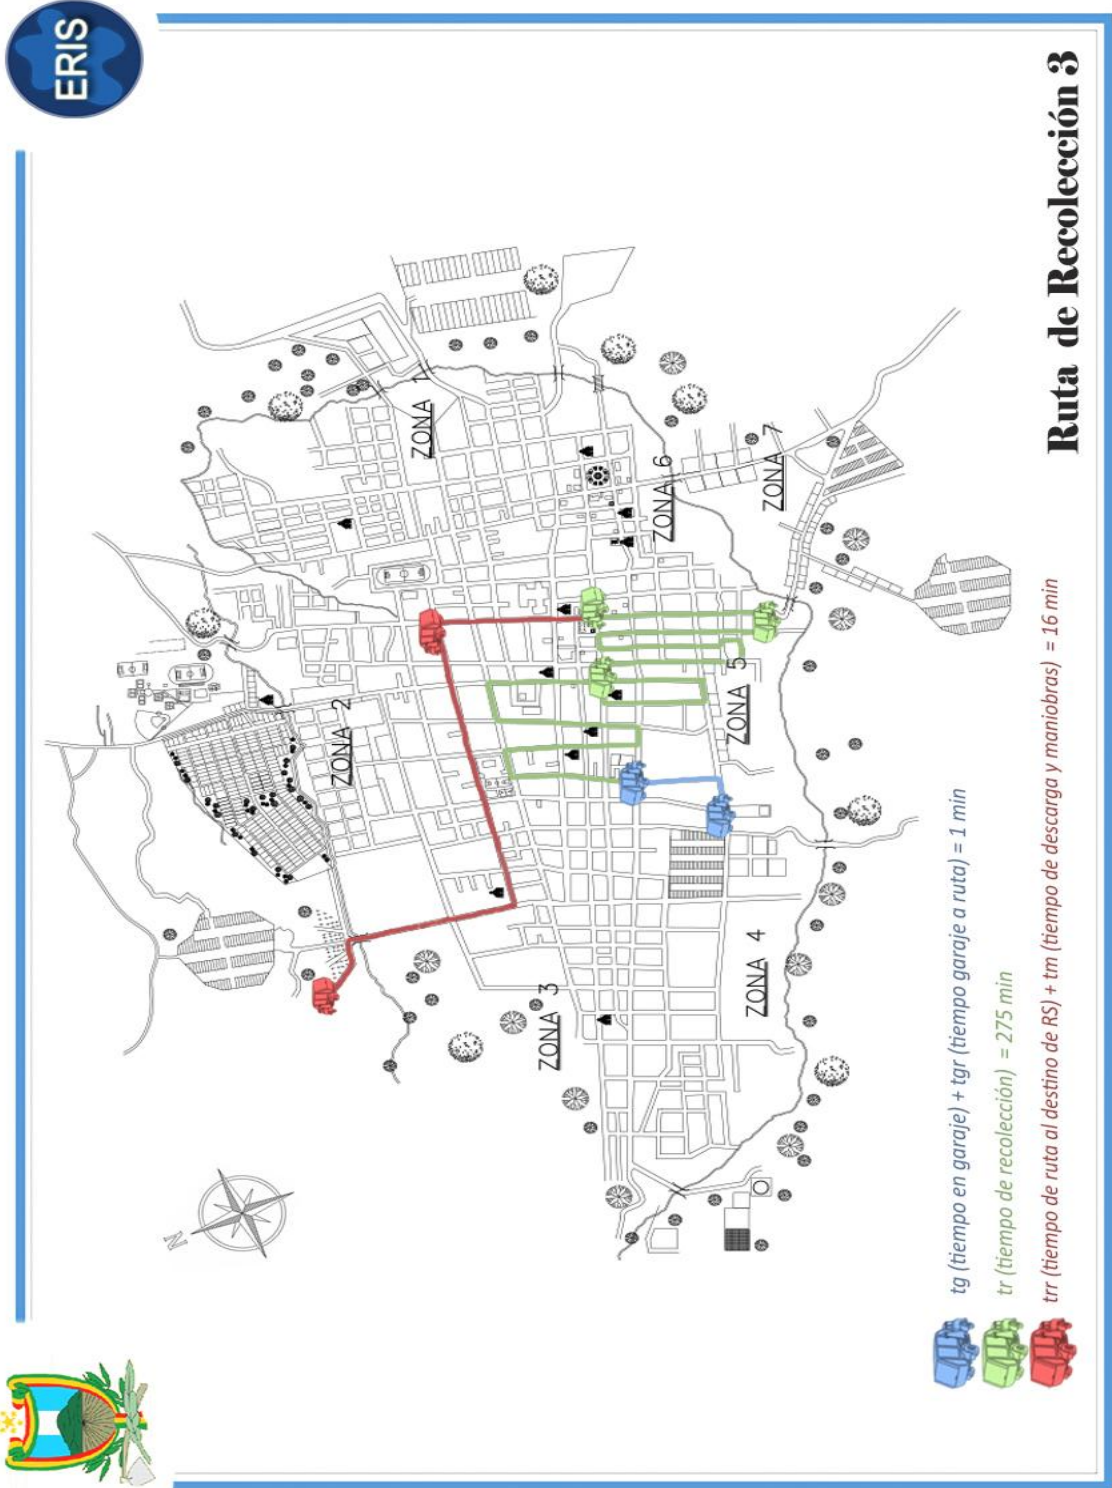 ERIS
Ruta de Recolección 3
ZONA 1
ZONA 2
ZONA 3
ZONA 4
ZONA 5
ZONA 6
ZONA 7
N
tg (tiempo en garaje) + tgr (tiempo garaje a ruta) = 1 min
tr (tiempo de recolección) = 275 min
trr (tiempo de ruta al destino de RS) + tm (tiempo de descarga y maniobras) = 16 min